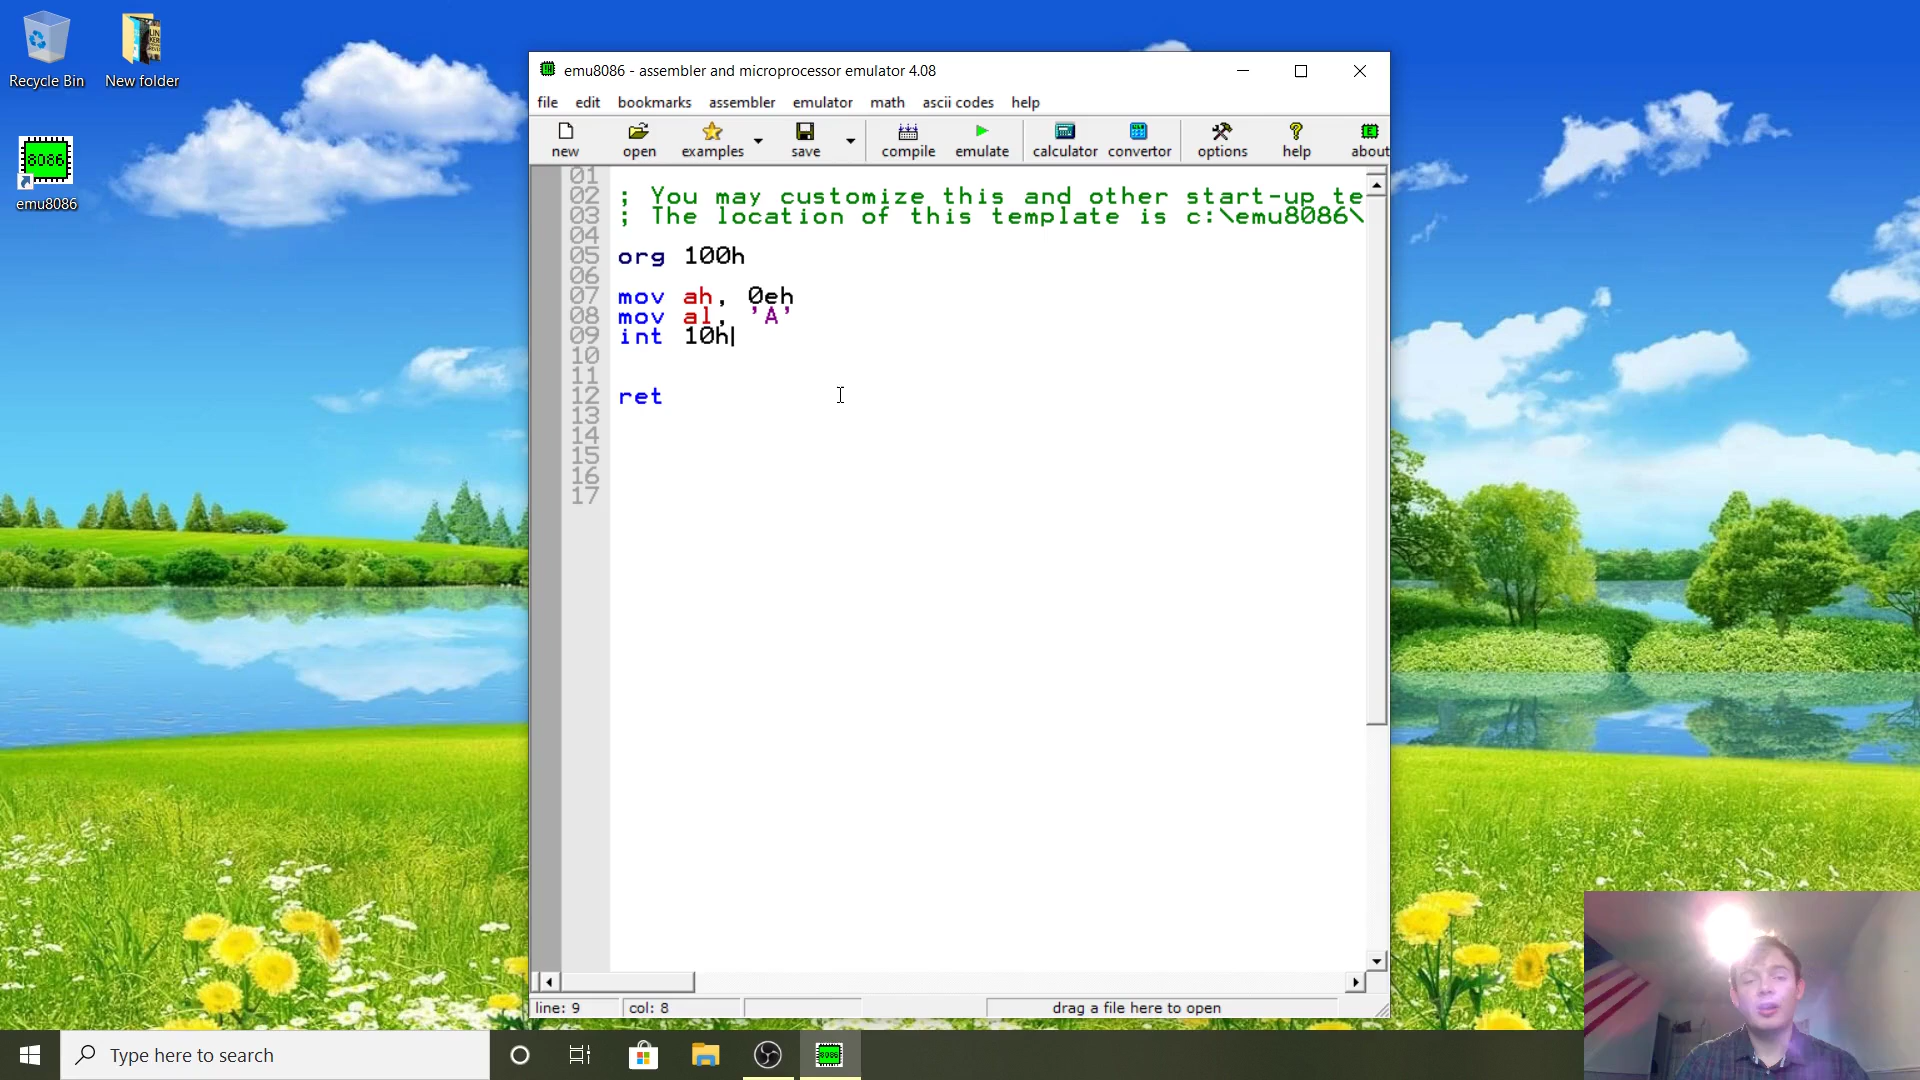 Recycle Bin
New folder
8086
emu8086
emu8086 - assembler and microprocessor emulator 4.08
file edit bookmarks assembler emulator math ascii codes help
new open examples save compile emulate calculator convertor options help about
01
02 ; You may customize this and other start-up te
03 ; The location of this template is c:\emu8086\
04
05 org 100h
06
07 mov ah, 0eh
08 mov al, 'A'
09 int 10h
10
11
12 ret
13
14
15
16
17
line: 9 col: 8 drag a file here to open
Type here to search
8086